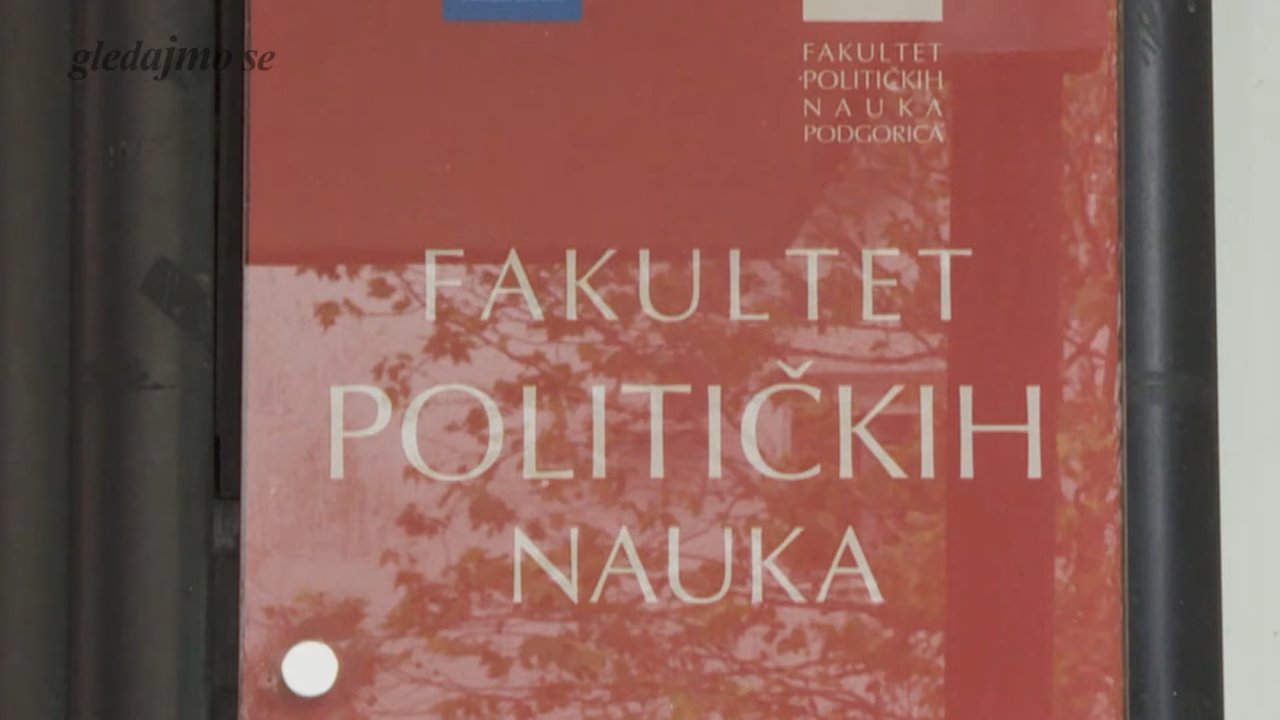 gledajmo se
FAKULTET
POLITIČKIH
NAUKA
PODGORICA
FAKULTET
POLITIČKIH
NAUKA